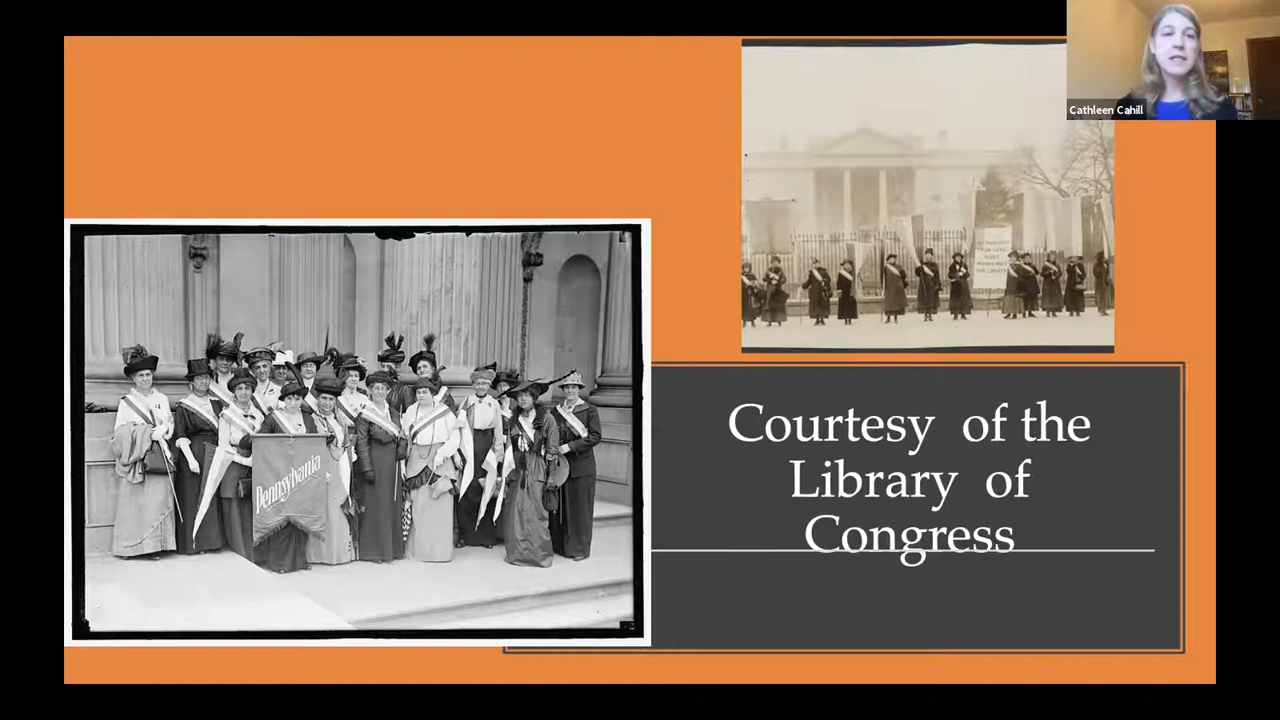 Cathleen Cahill
Pennsylvania
Courtesy of the
Library of
Congress